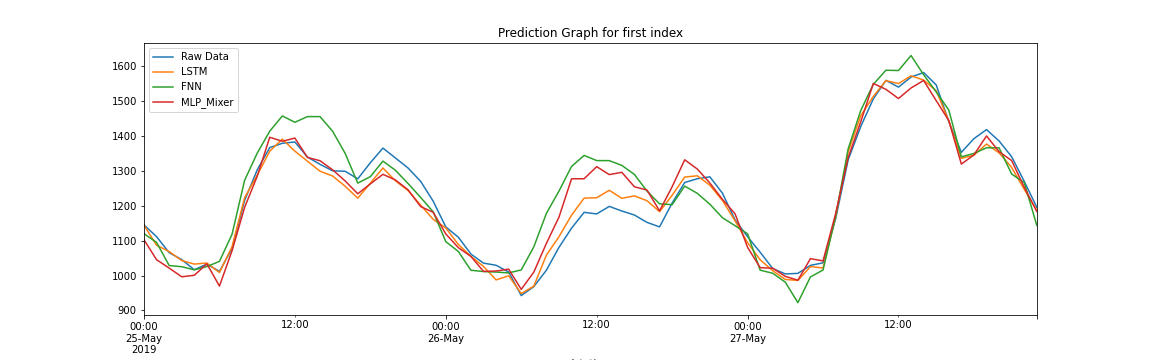 Prediction Graph for first index
Raw Data
LSTM
FNN
MLP_Mixer
1600
1500
1400
1300
1200
1100
1000
900
00:00 12:00 00:00 12:00 00:00 12:00
25-May 26-May 27-May
2019